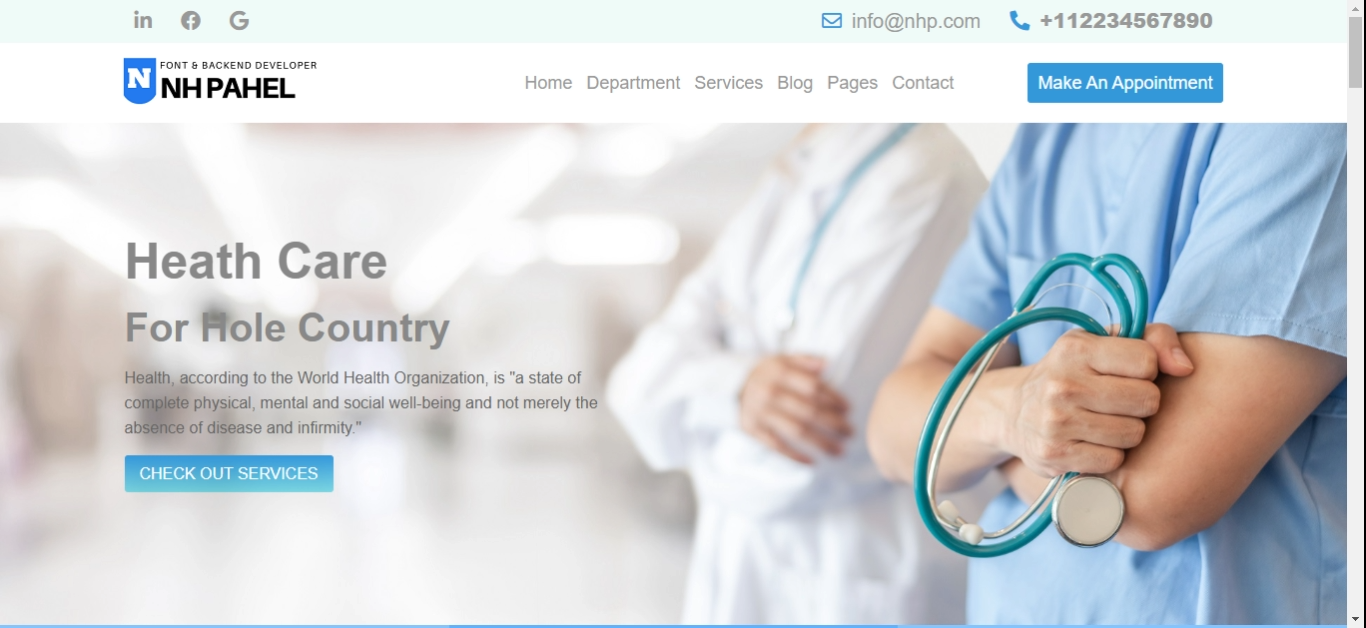 info@nhp.com
+112234567890
N
FONT & BACKEND DEVELOPER
NH PAHEL
Home Department Services Blog Pages Contact
Make An Appointment
Heath Care
For Hole Country
Health, according to the World Health Organization, is "a state of
complete physical, mental and social well-being and not merely the
absence of disease and infirmity."
CHECK OUT SERVICES